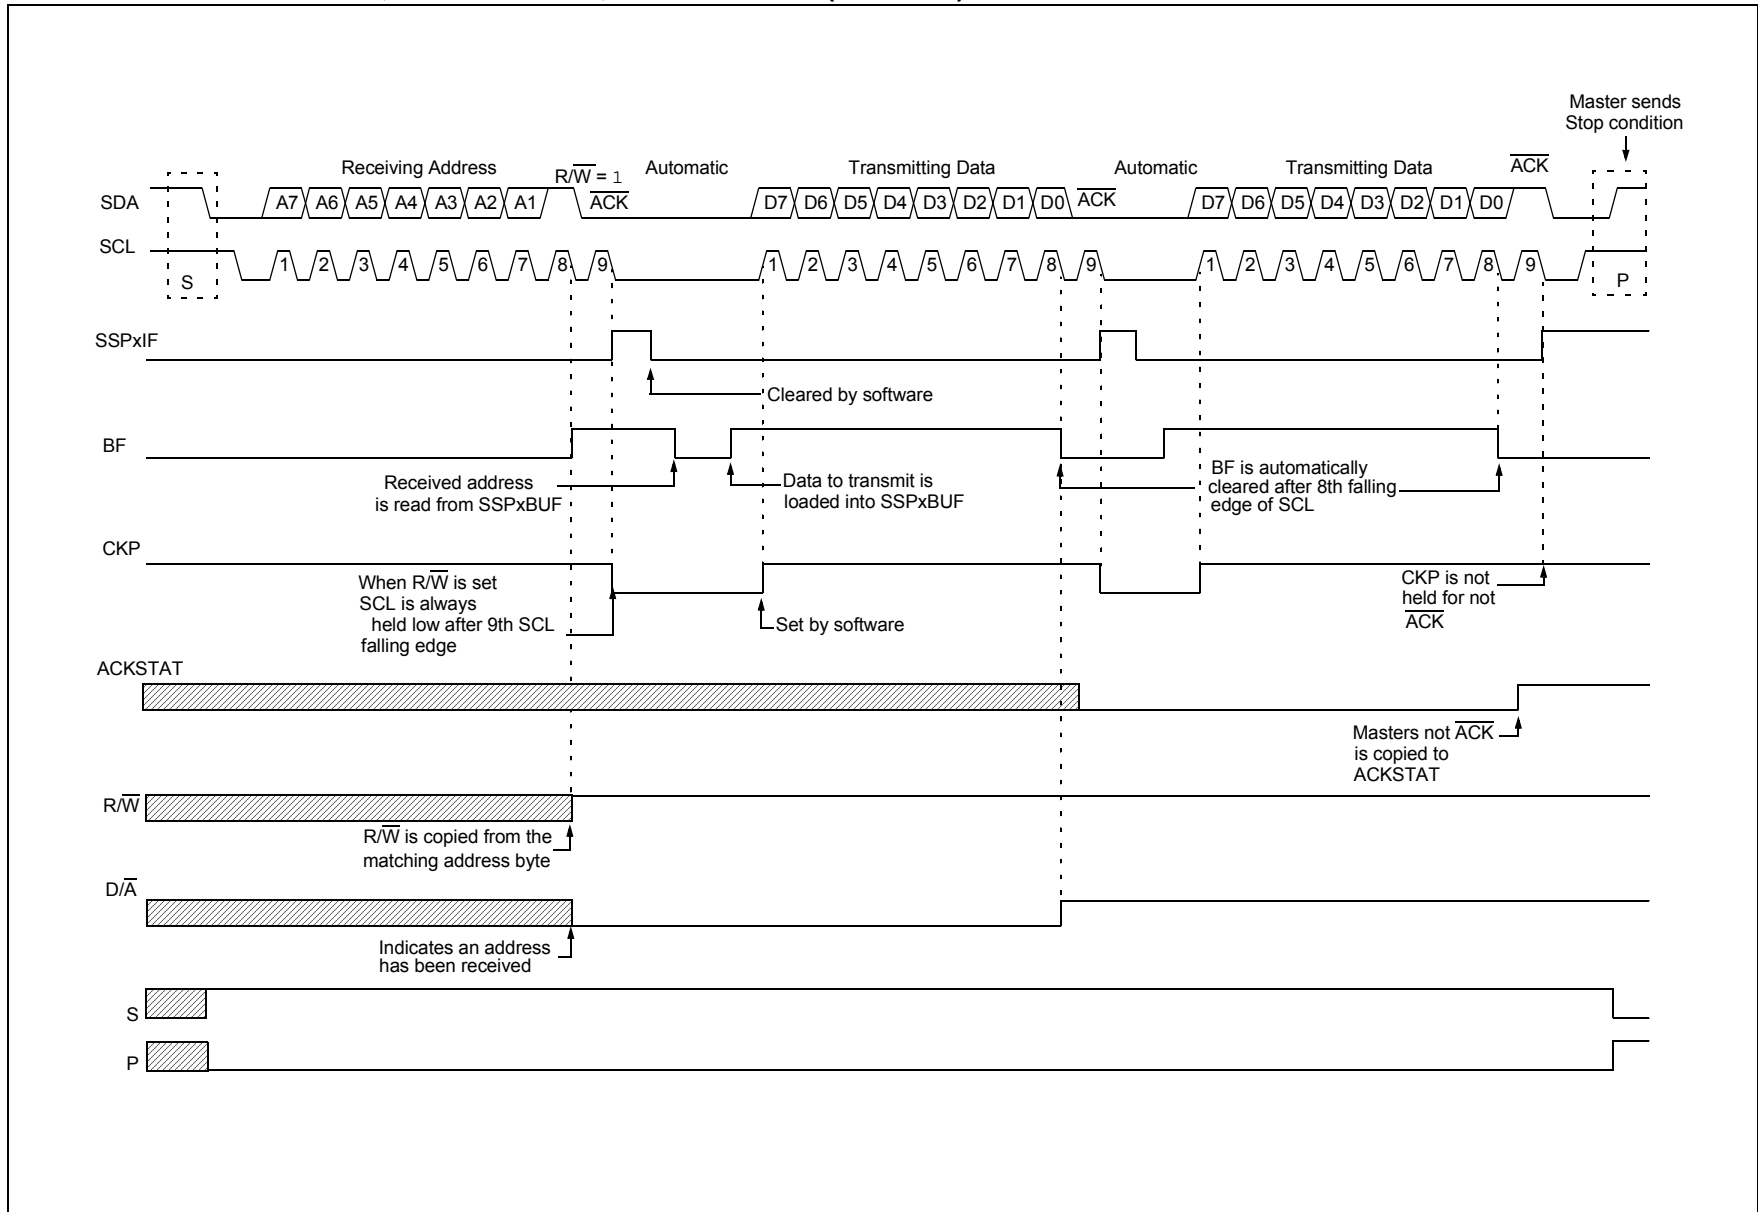 Master sends
Stop condition
Receiving Address
R/W̅ = 1
Automatic
Transmitting Data
Automatic
Transmitting Data
A̅C̅K̅
SDA
A7 A6 A5 A4 A3 A2 A1
A̅C̅K̅
D7 D6 D5 D4 D3 D2 D1 D0
A̅C̅K̅
D7 D6 D5 D4 D3 D2 D1 D0
SCL
1 2 3 4 5 6 7 8 9
1 2 3 4 5 6 7 8 9
1 2 3 4 5 6 7 8 9
S
P
SSPxIF
Cleared by software
BF
Received address
is read from SSPxBUF
Data to transmit is
loaded into SSPxBUF
BF is automatically
cleared after 8th falling
edge of SCL
CKP
When R/W̅ is set
SCL is always
held low after 9th SCL
falling edge
Set by software
CKP is not
held for not
A̅C̅K̅
ACKSTAT
Masters not A̅C̅K̅
is copied to
ACKSTAT
R/W̅
R/W̅ is copied from the
matching address byte
D/A̅
Indicates an address
has been received
S
P